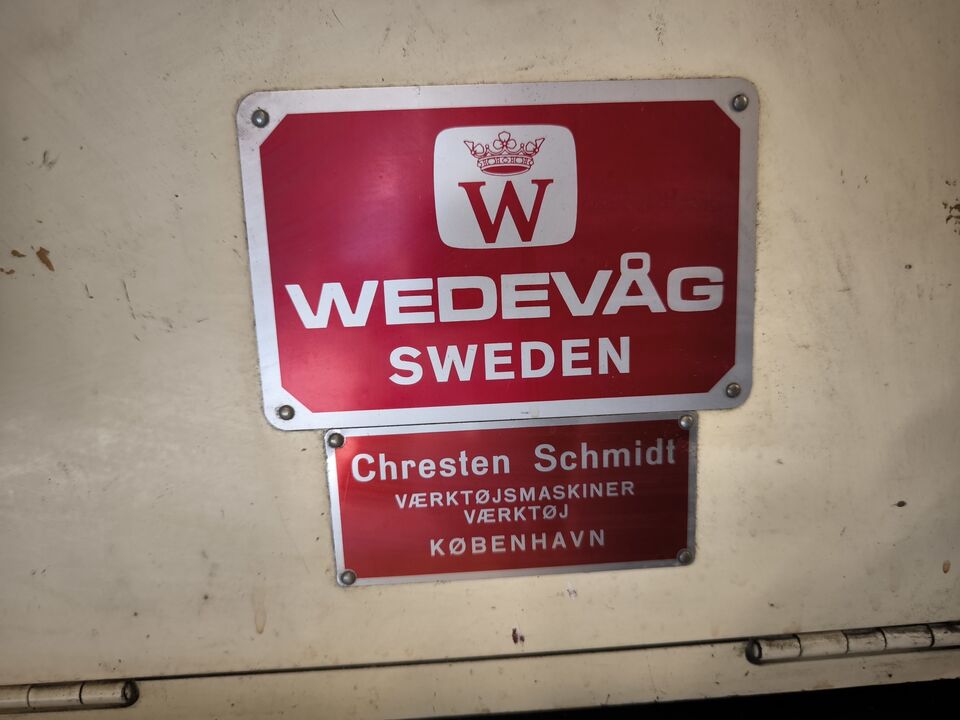 W
WEDEVÅG
SWEDEN
Chresten Schmidt
VÆRKTØJSMASKINER
VÆRKTØJ
KØBENHAVN